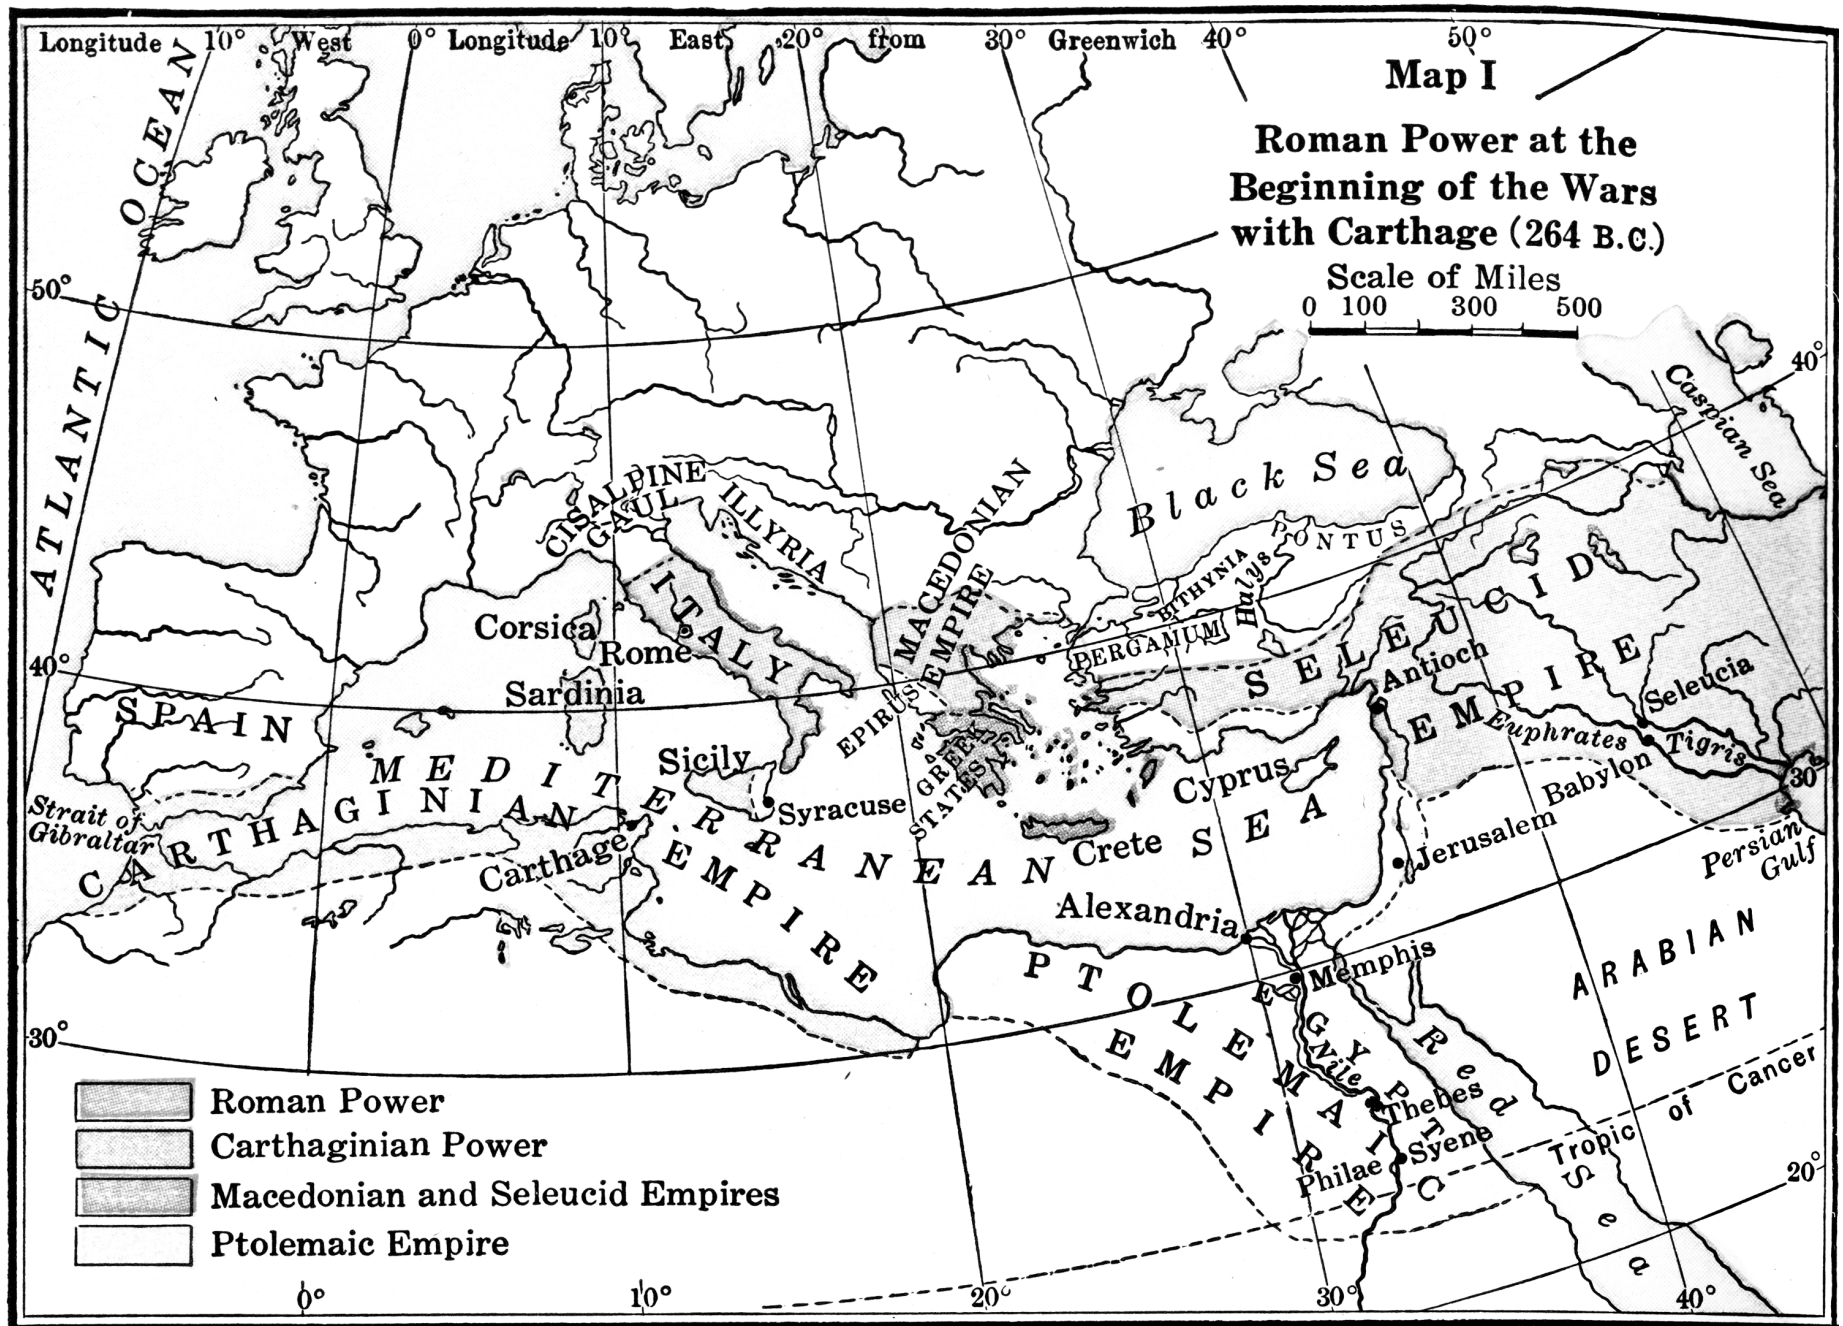 Longitude 10° West 0° Longitude 10° East 20° from 30° Greenwich 40° 50°
Map I
Roman Power at the
Beginning of the Wars
with Carthage (264 B.C.)
Scale of Miles
0 100 300 500
ATLANTIC OCEAN
50°
40°
Caspian Sea
Black Sea
CISALPINE
GAUL
ILLYRIA
MACEDONIAN
EMPIRE
PONTUS
BITHYNIA
Halys
PERGAMUM
ITALY
Corsica
Rome
Sardinia
SELEUCID
EMPIRE
Antioch
Seleucia
40°
SPAIN
EPIRUS
GREEK
STATES
Euphrates
Tigris
Babylon
30°
Persian
Gulf
Sicily
Syracuse
Cyprus
Crete
MEDITERRANEAN SEA
Strait of
Gibraltar
CARTHAGINIAN
EMPIRE
Carthage
Jerusalem
Alexandria
Memphis
ARABIAN
DESERT
PTOLEMAIC
EMPIRE
EGYPT
Nile
Red Sea
30°
Thebes
Syene
Philae
Tropic of Cancer
20°
Roman Power
Carthaginian Power
Macedonian and Seleucid Empires
Ptolemaic Empire
0° 10° 20° 30° 40°